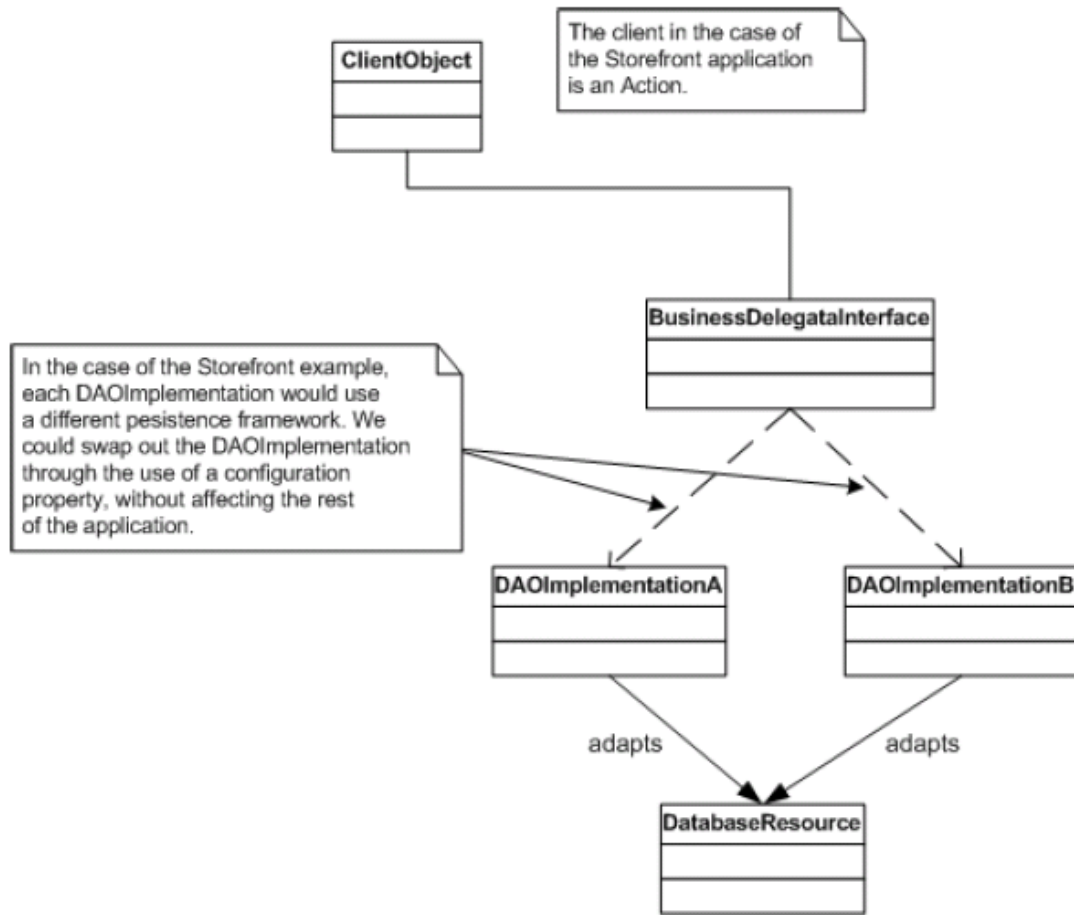 ClientObject
The client in the case of
the Storefront application
is an Action.
BusinessDelegataInterface
In the case of the Storefront example,
each DAOImplementation would use
a different pesistence framework. We
could swap out the DAOImplementation
through the use of a configuration
property, without affecting the rest
of the application.
DAOImplementationA
DAOImplementationB
adapts
adapts
DatabaseResource